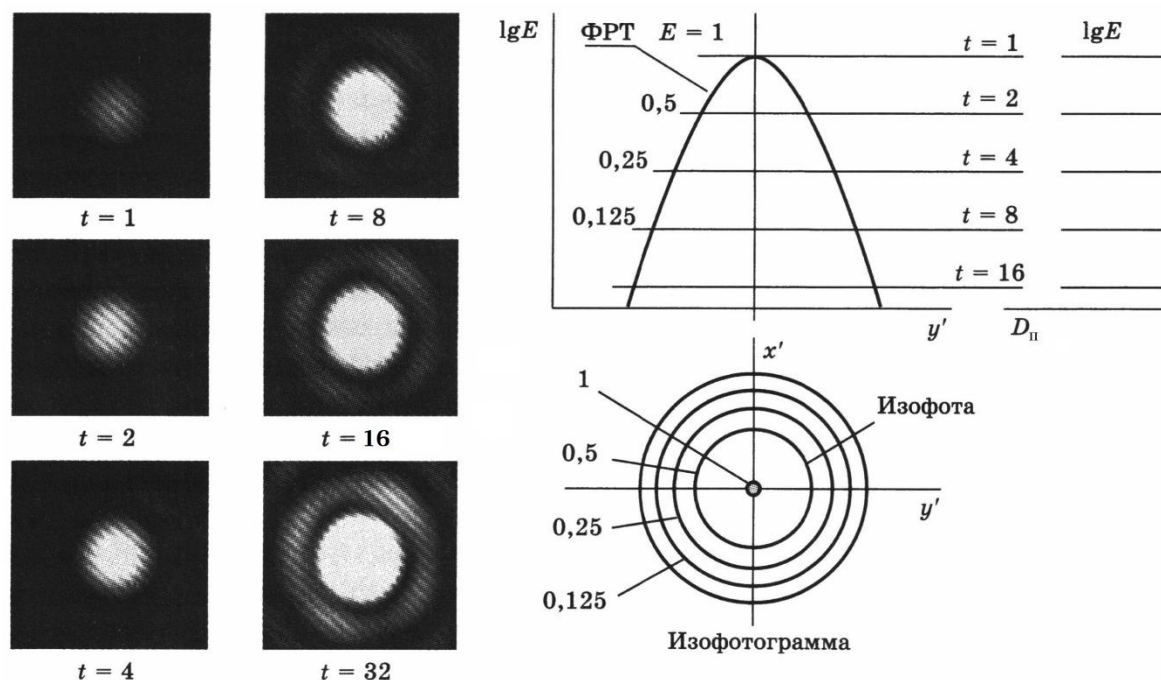 t = 1
t = 8
t = 2
t = 16
t = 4
t = 32
lgE
ФРТ E = 1
t = 1
lgE
0,5
t = 2
0,25
t = 4
0,125
t = 8
t = 16
y′
Dп
x′
1
Изофота
0,5
y′
0,25
0,125
Изофотограмма